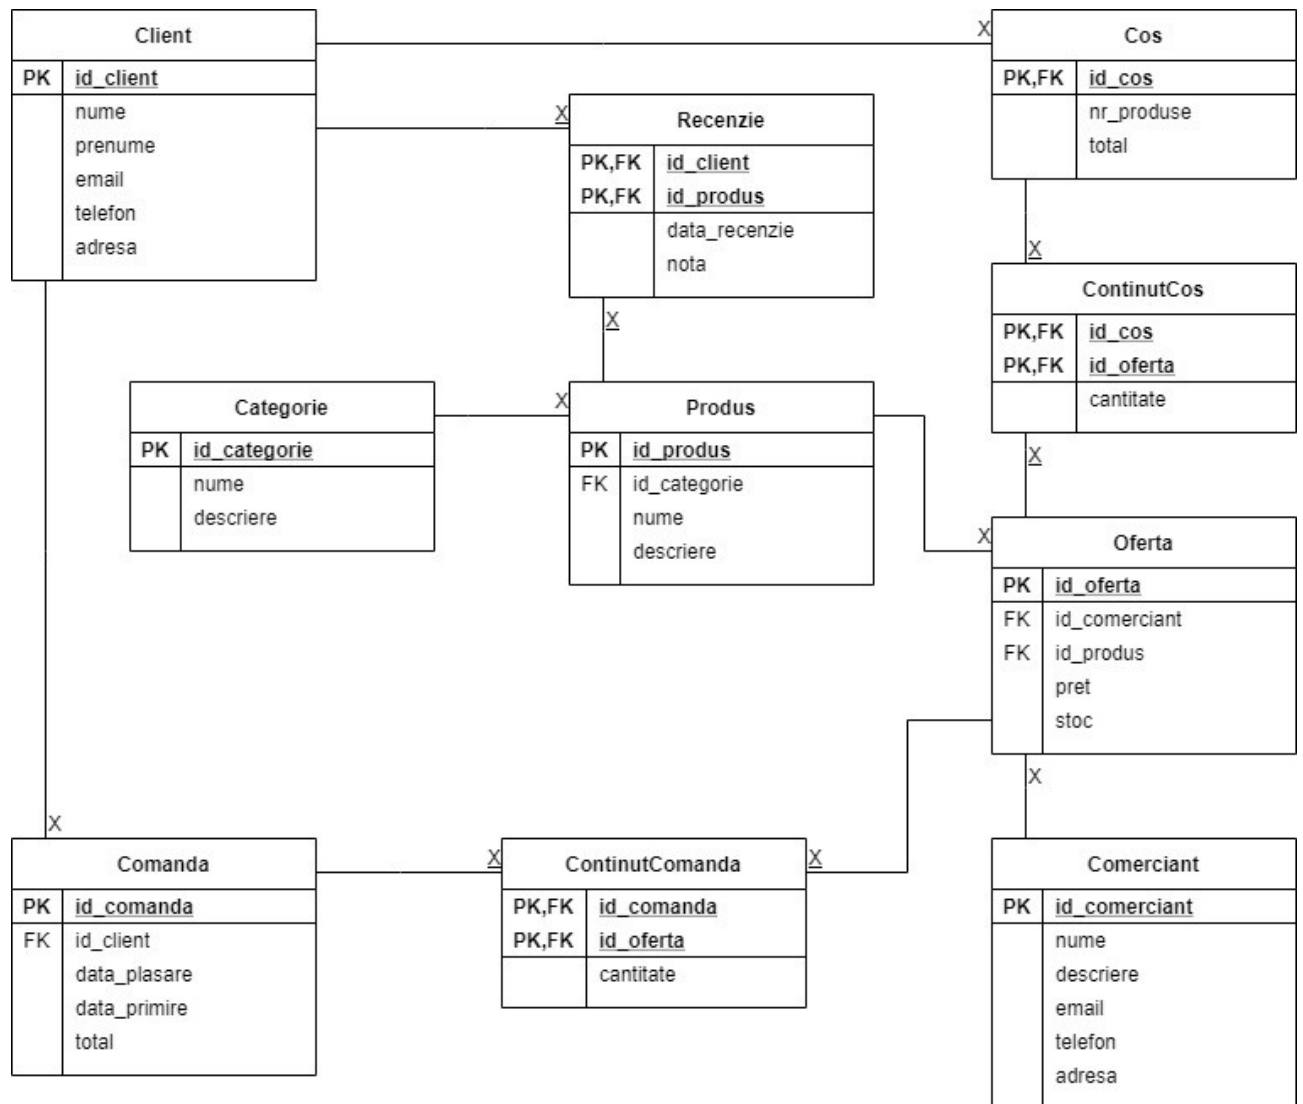 Client
PK id_client
nume
prenume
email
telefon
adresa
X
Cos
PK,FK id_cos
nr_produse
total
X
Recenzie
PK,FK id_client
PK,FK id_produs
data_recenzie
nota
X
X
ContinutCos
PK,FK id_cos
PK,FK id_oferta
cantitate
X
Categorie
PK id_categorie
nume
descriere
X
Produs
PK id_produs
FK id_categorie
nume
descriere
X
Oferta
PK id_oferta
FK id_comerciant
FK id_produs
pret
stoc
X
X
Comanda
PK id_comanda
FK id_client
data_plasare
data_primire
total
X
ContinutComanda
PK,FK id_comanda
PK,FK id_oferta
cantitate
X
Comerciant
PK id_comerciant
nume
descriere
email
telefon
adresa